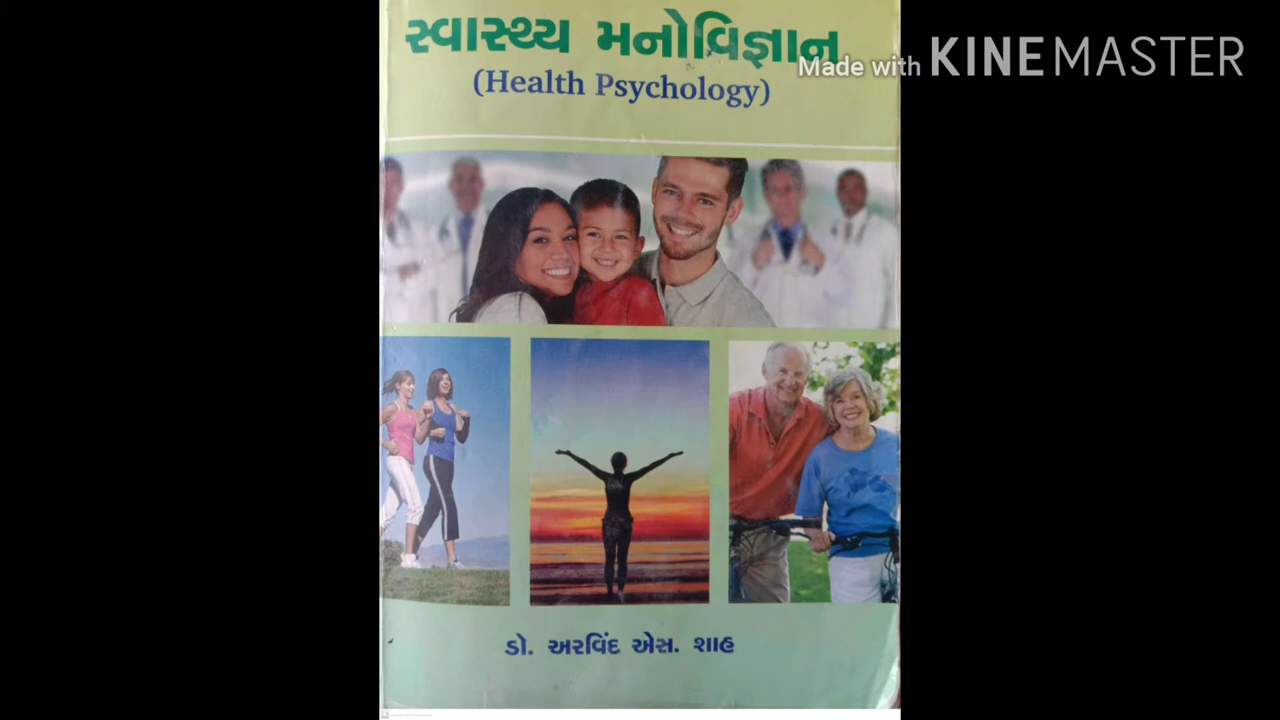 સ્વાસ્થ્ય મનોવિજ્ઞાન
Made with KINEMASTER
(Health Psychology)
ડો. અરવિંદ એસ. શાહ